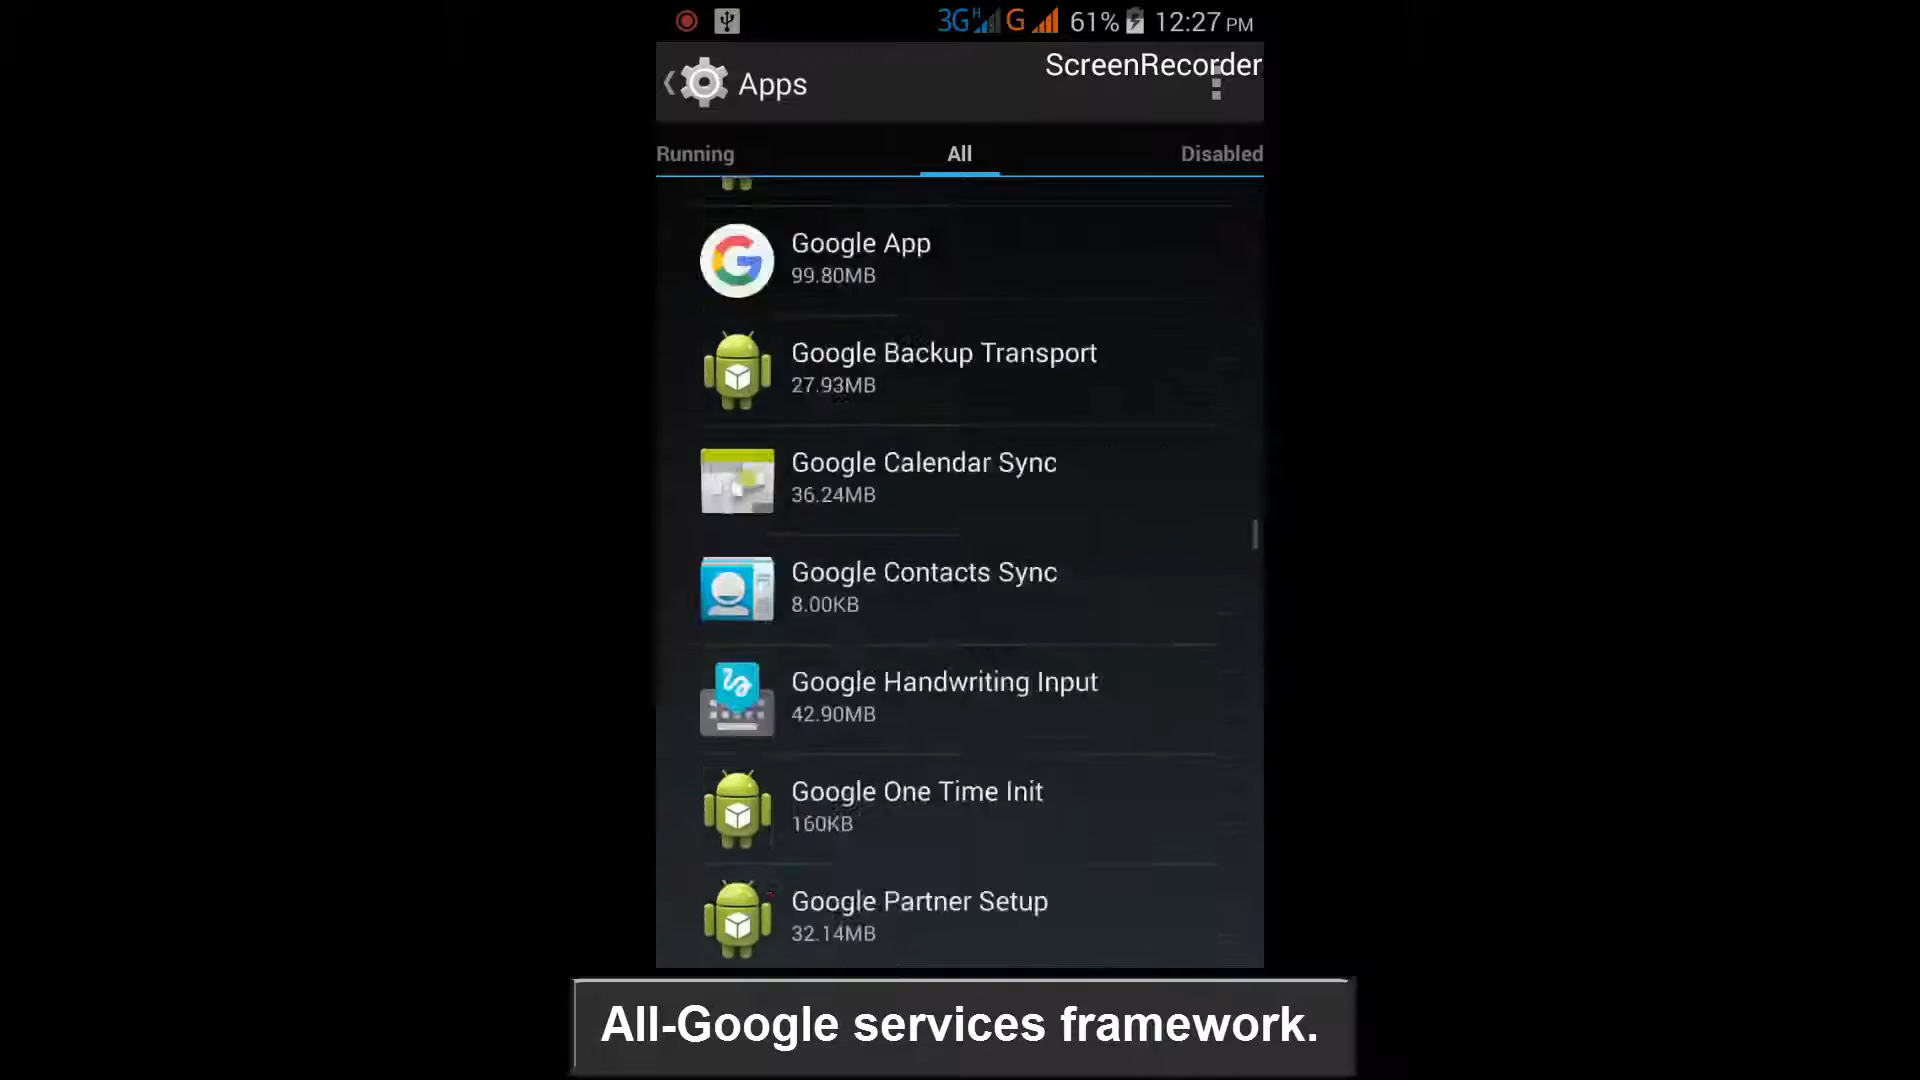 3G H G 61% 12:27 PM
Apps
ScreenRecorder
Running All Disabled
Google App
99.80MB
Google Backup Transport
27.93MB
Google Calendar Sync
36.24MB
Google Contacts Sync
8.00KB
Google Handwriting Input
42.90MB
Google One Time Init
160KB
Google Partner Setup
32.14MB
All-Google services framework.